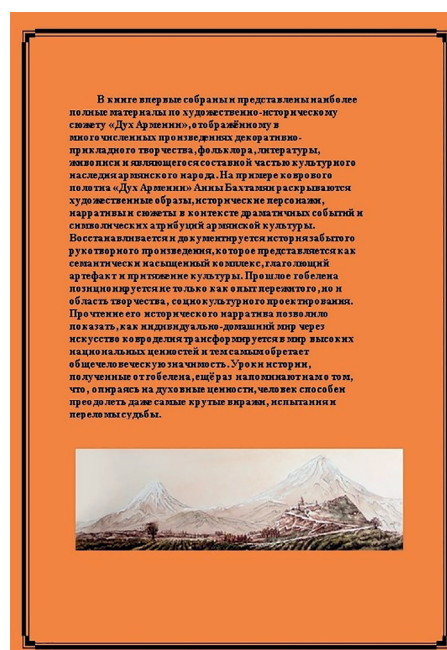 В книге впервые собраны и представлены наиболее
полные материалы по художественно-историческому
сюжету «Дух Армении», отображённому в
многочисленных произведениях декоративно-
прикладного творчества, фольклора, литературы,
живописи и являющегося составной частью культурного
наследия армянского народа. На примере коврового
полотна «Дух Армении» Анны Бахтамян раскрываются
художественные образы, исторические персонажи,
нарративы и сюжеты в контексте драматичных событий и
символических атрибуций армянской культуры.
Восстанавливается и документируется история забытого
рукотворного произведения, которое представляется как
семантически насыщенный комплекс, глаголющий
артефакт и притяжение культуры. Прошлое гобелена
позиционируется не только как опыт пережитого, но и
область творчества, социокультурного проектирования.
Прочтение его исторического нарратива позволило
показать, как индивидуально-домашний мир через
искусство ковроделия трансформируется в мир высоких
национальных ценностей и тем самым обретает
общечеловеческую значимость. Уроки истории,
полученные от гобелена, ещё раз напоминают нам о том,
что, опираясь на духовные ценности, человек способен
преодолеть даже самые крутые виражи, испытания и
переломы судьбы.